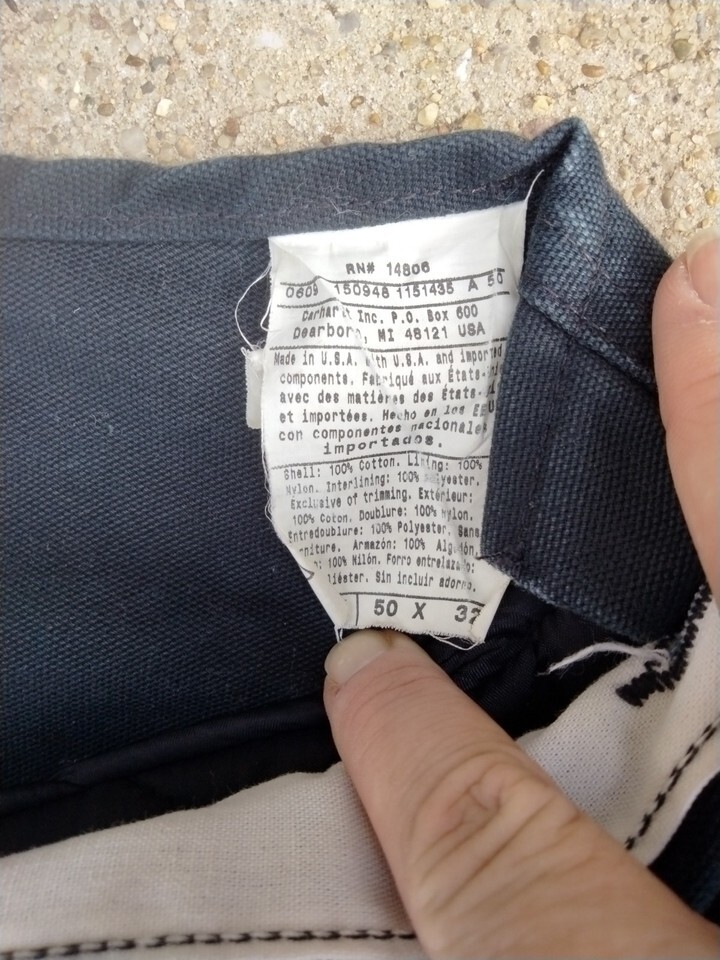 RN# 14806
0609 150948 1151435 A 50
Inc. P.O. Box 600
Dearborn, MI 48121 USA
Made in U.S.A. with U.S.A. and imported
components. Fabriqué aux États-
avec des matières des États-
et importées. Hecho en los EE
con componentes nacionales
importados.
Shell: 100% Cotton. Lining: 100%
Nylon. Interlining: 100% Polyester.
Exclusive of trimming. Extérieur:
100% Coton. Doublure: 100% Nylon.
Entredoublure: 100% Polyester. Sans
Armazón: 100%
100% Nilón. Forro
Sin incluir adorno.
50 X 32